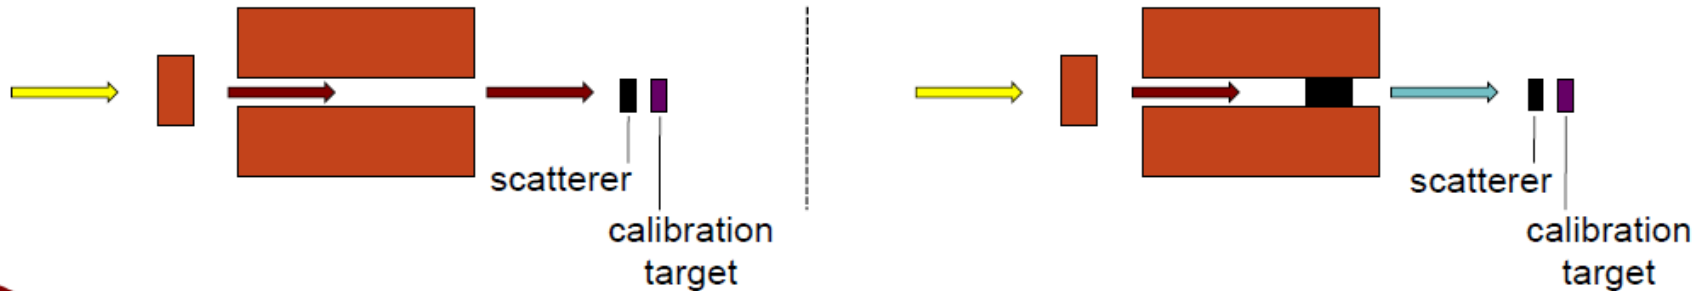 scatterer
calibration
target
scatterer
calibration
target